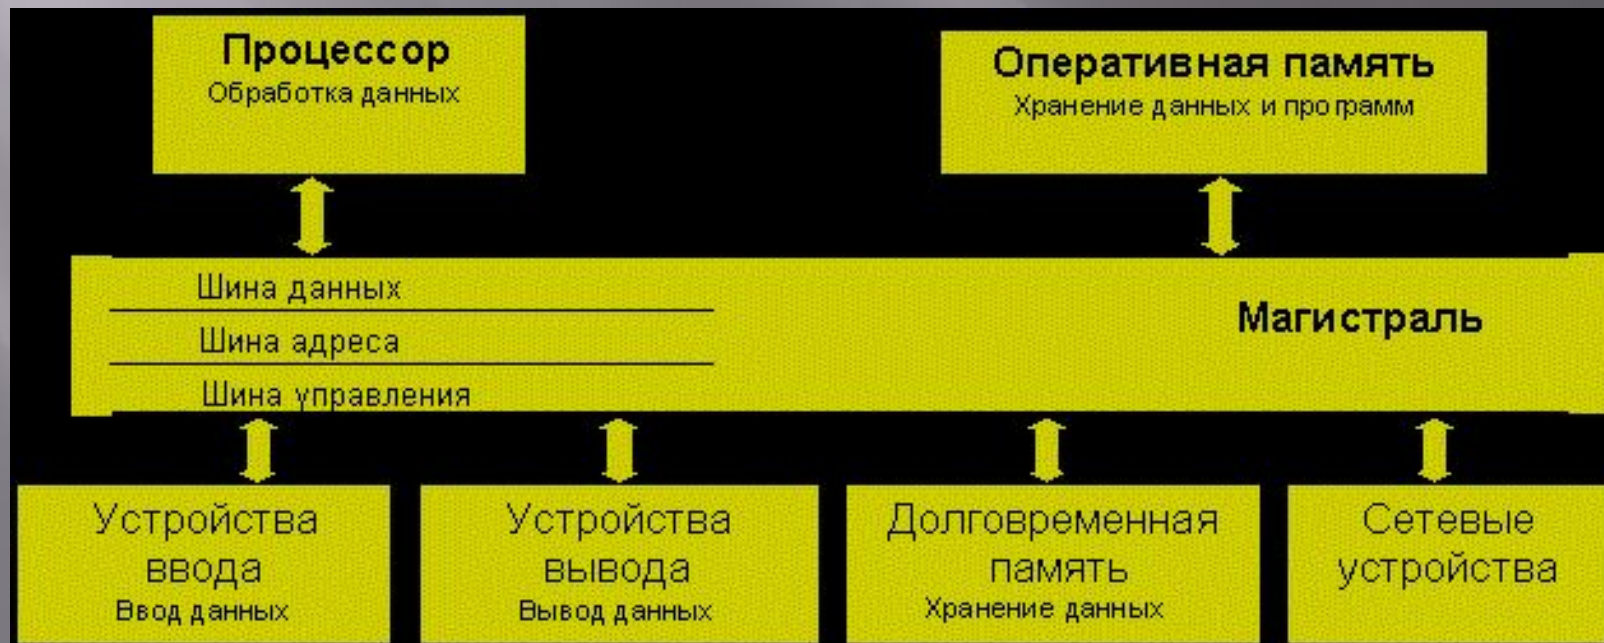 Процессор
Обработка данных
Оперативная память
Хранение данных и программ
Шина данных
Шина адреса
Шина управления
Магистраль
Устройства
ввода
Ввод данных
Устройства
вывода
Вывод данных
Долговременная
память
Хранение данных
Сетевые
устройства